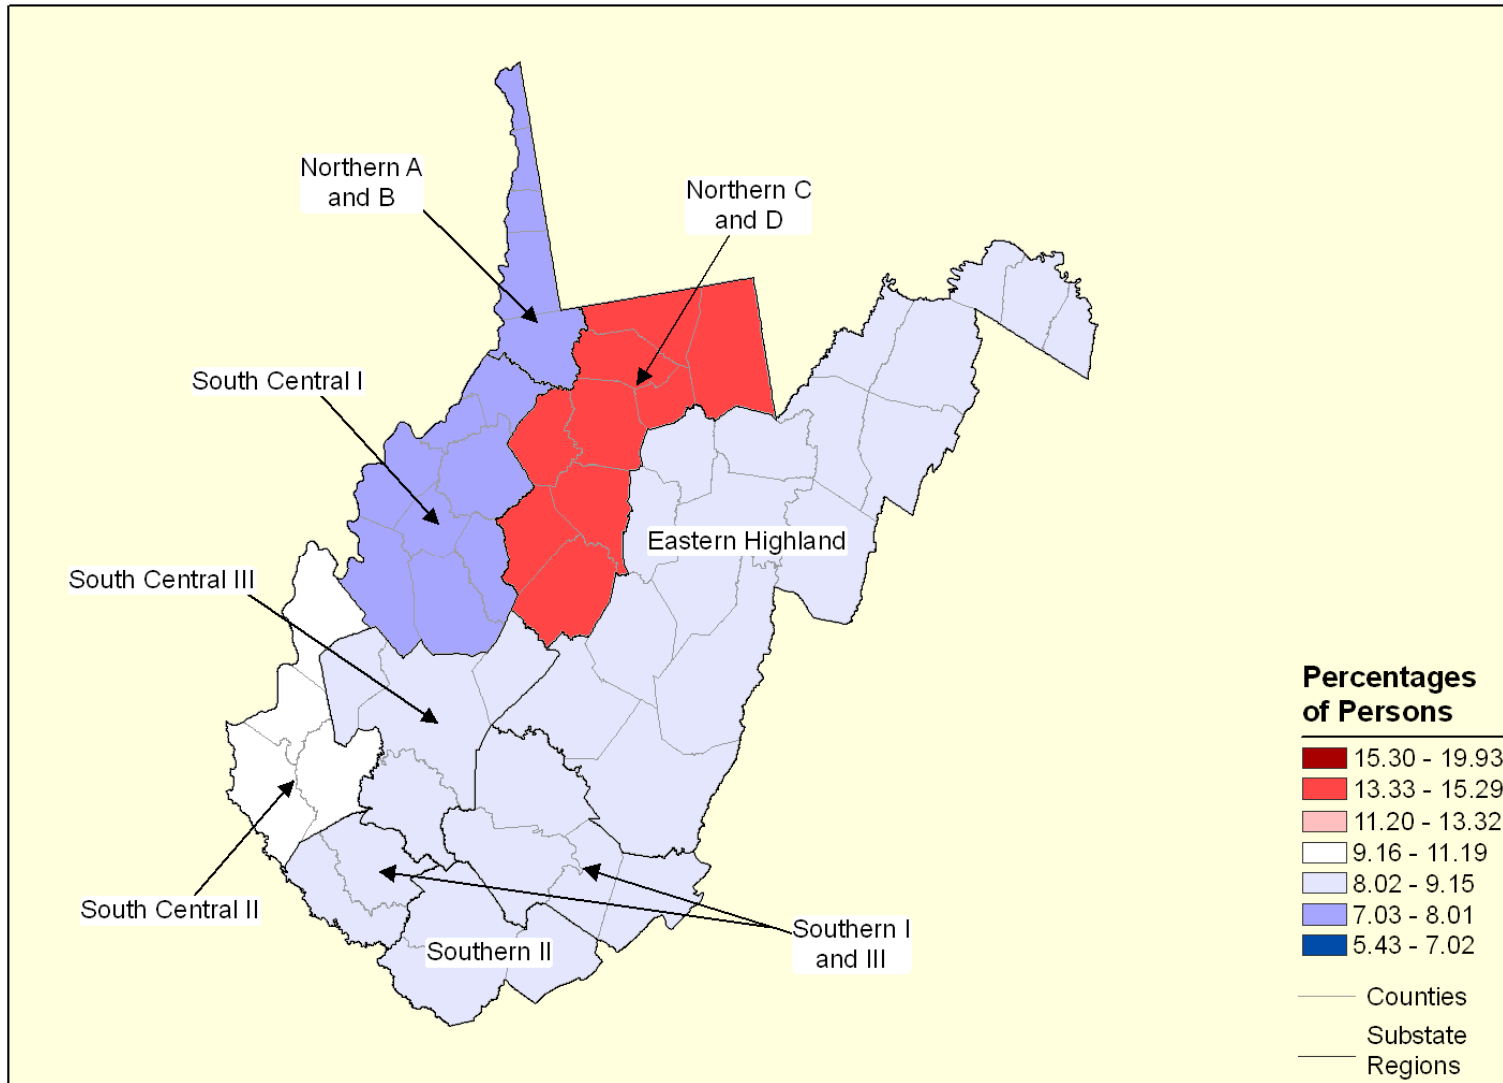 Northern A
and B
Northern C
and D
South Central I
Eastern Highland
South Central III
South Central II
Southern II
Southern I
and III
Percentages
of Persons
15.30 - 19.93
13.33 - 15.29
11.20 - 13.32
9.16 - 11.19
8.02 - 9.15
7.03 - 8.01
5.43 - 7.02
Counties
Substate
Regions